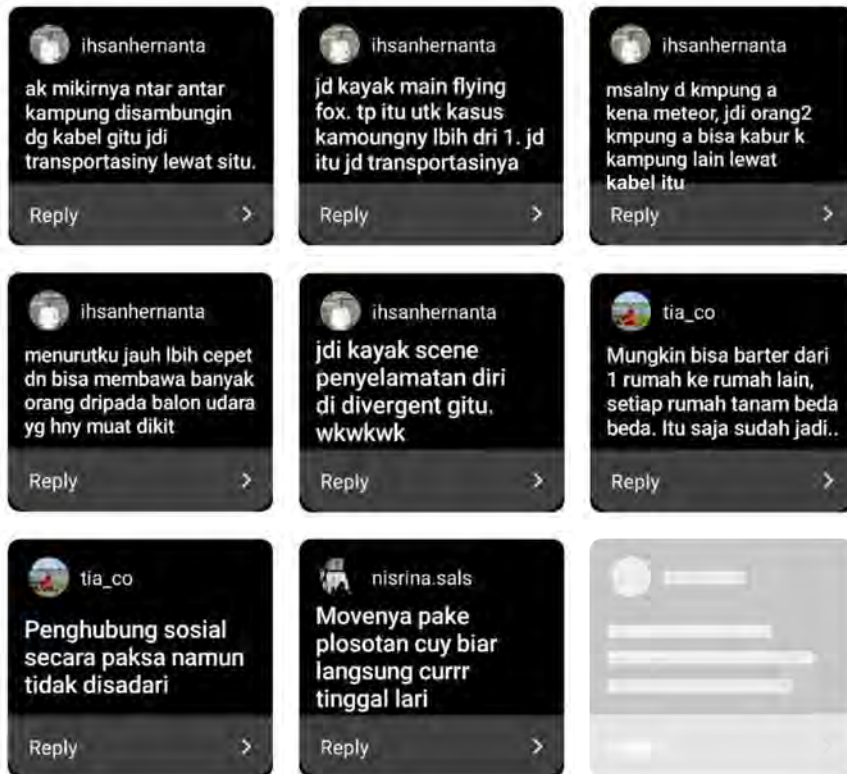 ihsanhernanta
ak mikirnya ntar antar
kampung disambungin
dg kabel gitu jdi
transportasiny lewat situ.
Reply
ihsanhernanta
jd kayak main flying
fox. tp itu utk kasus
kamoungny lbih dri 1. jd
itu jd transportasinya
Reply
ihsanhernanta
msalny d kmpung a
kena meteor, jdi orang2
kmpung a bisa kabur k
kampung lain lewat
kabel itu
Reply
ihsanhernanta
menurutku jauh lbih cepet
dn bisa membawa banyak
orang dripada balon udara
yg hny muat dikit
Reply
ihsanhernanta
jdi kayak scene
penyelamatan diri
di divergent gitu.
wkwkwk
Reply
tia_co
Mungkin bisa barter dari
1 rumah ke rumah lain,
setiap rumah tanam beda
beda. Itu saja sudah jadi..
Reply
tia_co
Penghubung sosial
secara paksa namun
tidak disadari
Reply
nisrina.sals
Movenya pake
plosotan cuy biar
langsung currr
tinggal lari
Reply